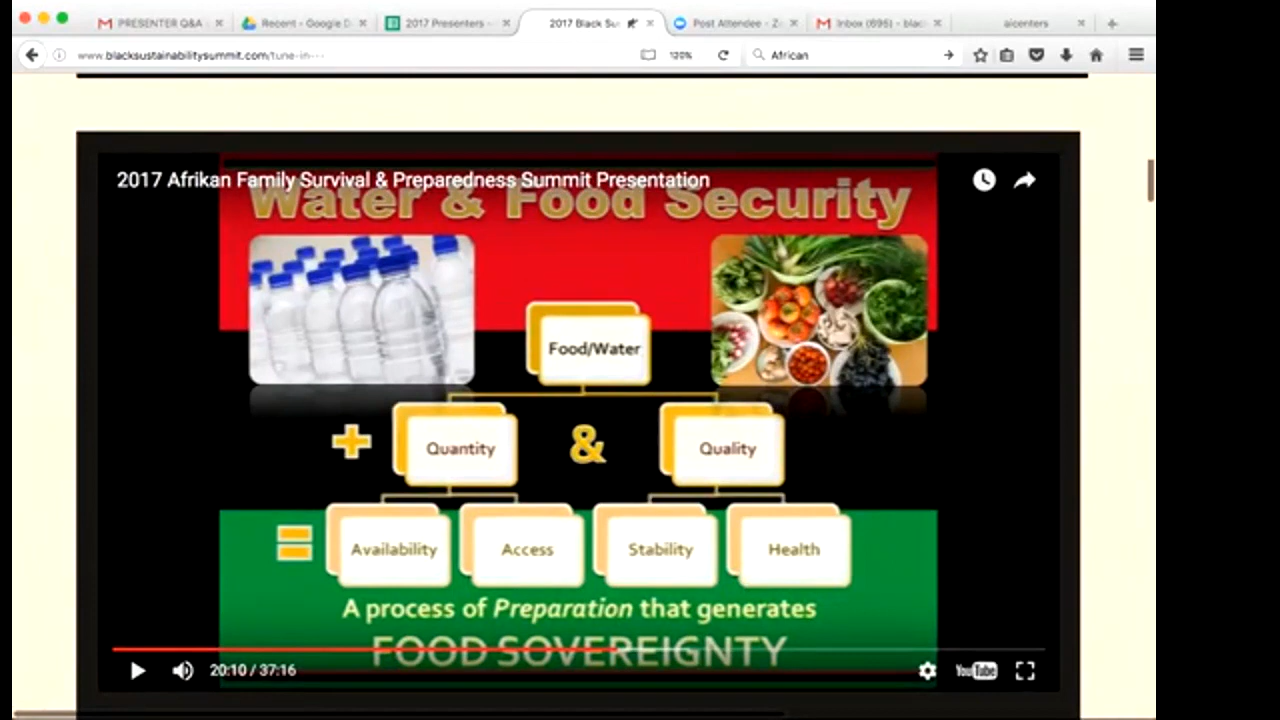 PRESENTER Q&A
Recent - Google D
2017 Presenters -
2017 Black Su
Post Attendee - Z
Inbox (695) - blac
aicenters
www.blacksustainabilitysummit.com/tune-in-
120%
African
2017 Afrikan Family Survival & Preparedness Summit Presentation
Water & Food Security
Food/Water
+ Quantity & Quality
= Availability Access Stability Health
A process of Preparation that generates
FOOD SOVEREIGNTY
20:10 / 37:16
YouTube